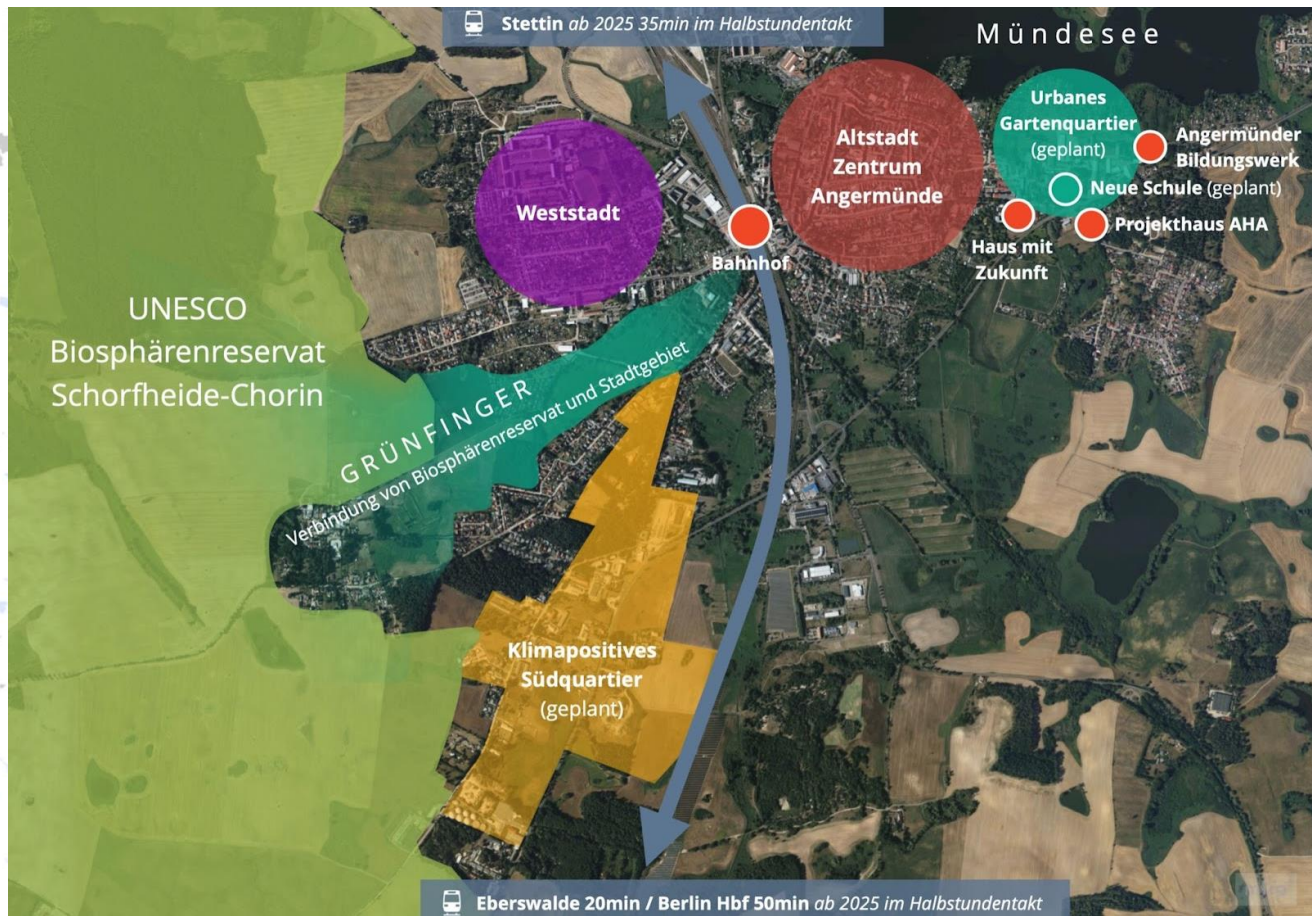 Stettin ab 2025 35min im Halbstundentakt
Mündesee
Urbanes
Gartenquartier
(geplant)
Angermünder
Bildungswerk
Altstadt
Zentrum
Angermünde
Neue Schule (geplant)
Weststadt
Projekthaus AHA
Haus mit
Zukunft
Bahnhof
UNESCO
Biosphärenreservat
Schorfheide-Chorin
GRÜNFINGER
Verbindung von Biosphärenreservat und Stadtgebiet
Klimapositives
Südquartier
(geplant)
Eberswalde 20min / Berlin Hbf 50min ab 2025 im Halbstundentakt